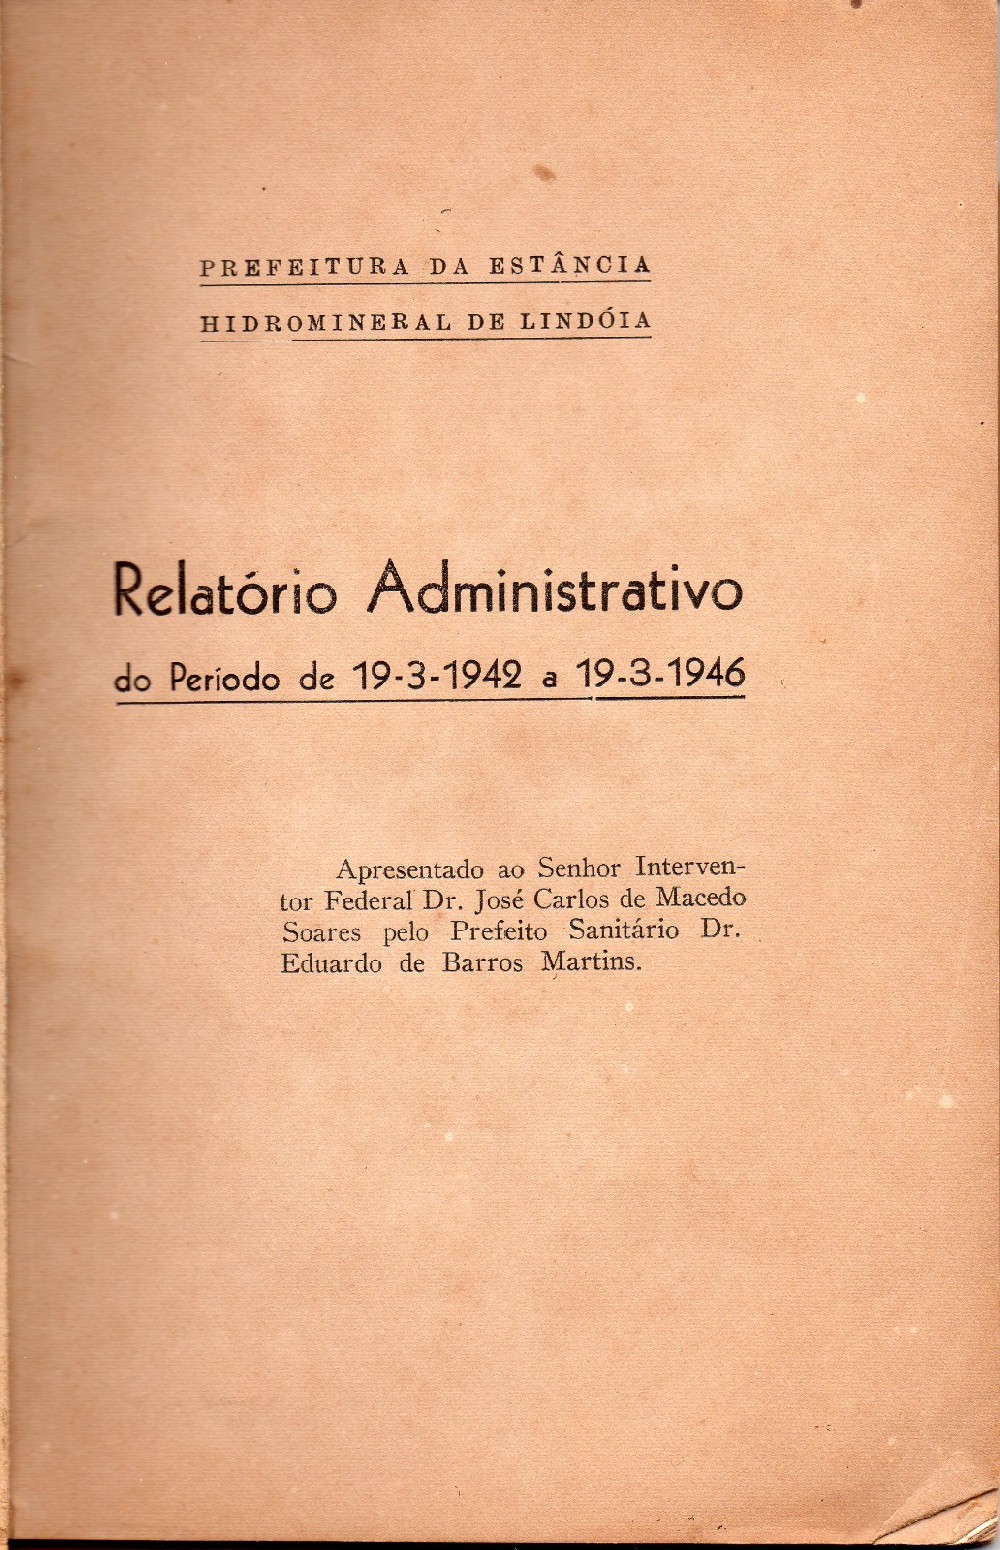 PREFEITURA DA ESTÂNCIA
HIDROMINERAL DE LINDÓIA
Relatório Administrativo
do Período de 19-3-1942 a 19-3-1946
Apresentado ao Senhor Interven-
tor Federal Dr. José Carlos de Macedo
Soares pelo Prefeito Sanitário Dr.
Eduardo de Barros Martins.